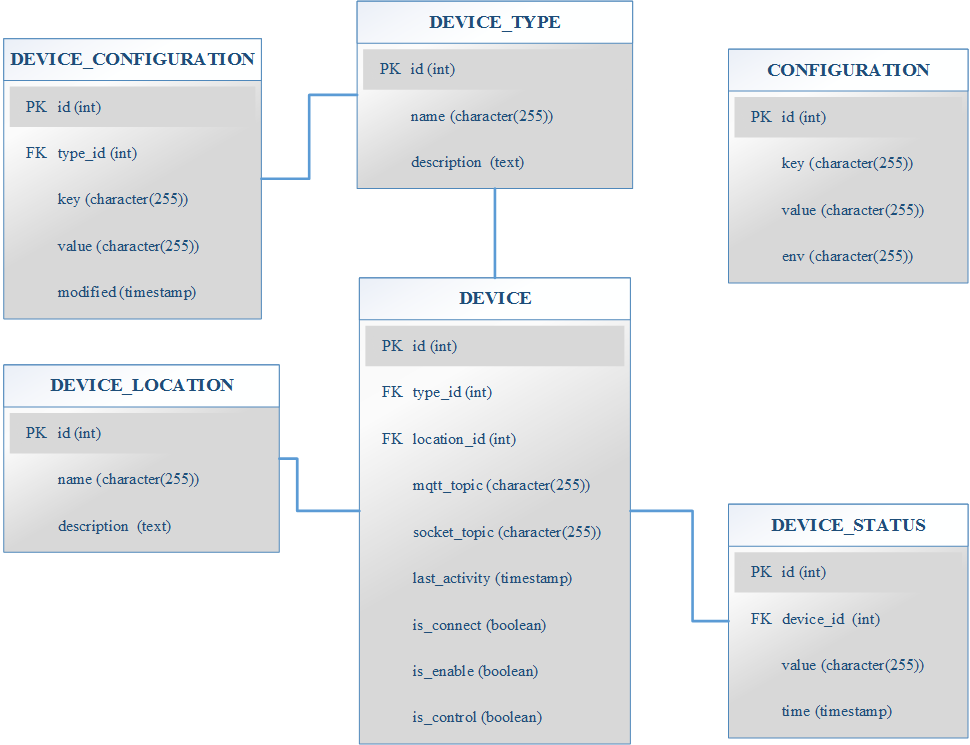 DEVICE_TYPE
PK id (int)
name (character(255))
description (text)
DEVICE_CONFIGURATION
PK id (int)
FK type_id (int)
key (character(255))
value (character(255))
modified (timestamp)
CONFIGURATION
PK id (int)
key (character(255))
value (character(255))
env (character(255))
DEVICE
PK id (int)
FK type_id (int)
FK location_id (int)
mqtt_topic (character(255))
socket_topic (character(255))
last_activity (timestamp)
is_connect (boolean)
is_enable (boolean)
is_control (boolean)
DEVICE_LOCATION
PK id (int)
name (character(255))
description (text)
DEVICE_STATUS
PK id (int)
FK device_id (int)
value (character(255))
time (timestamp)